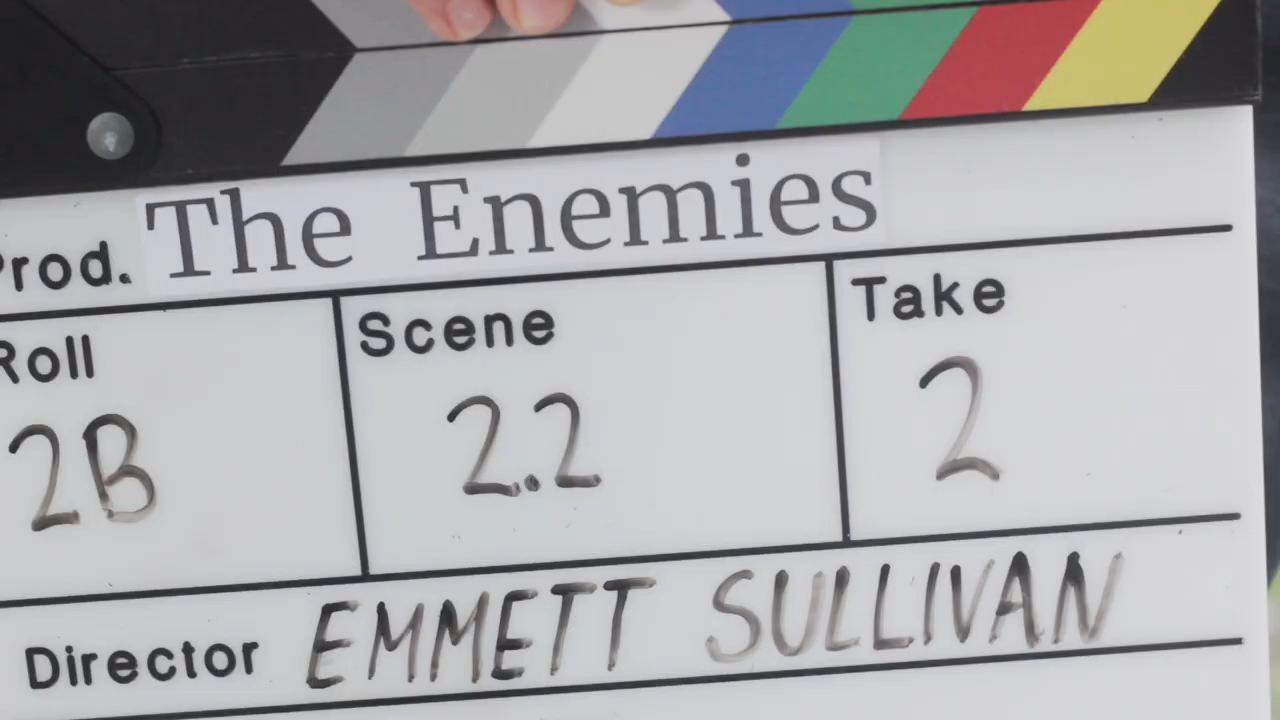 Prod. The Enemies
Roll Scene Take
2B 2.2 2
Director EMMETT SULLIVAN